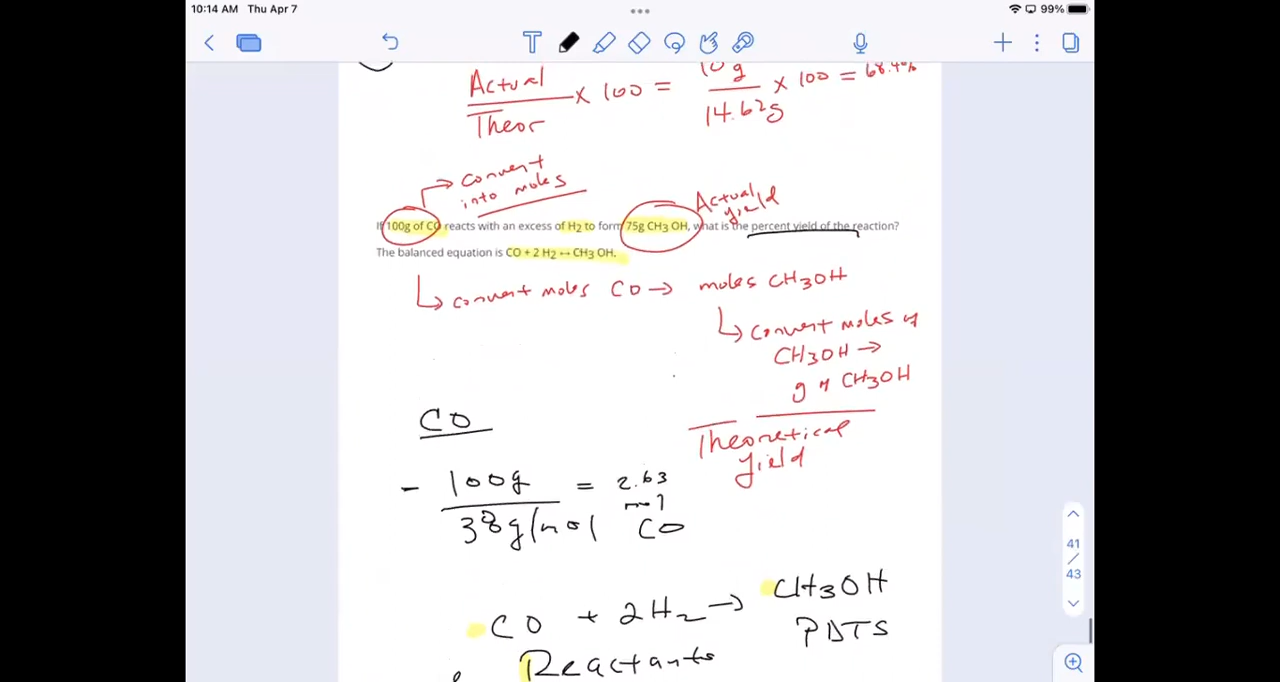 10:14 AM Thu Apr 7
99%
Actual
Theor
x 100 =
10 g
14.62g
x 100 = 68.4%
convert
into moles
Actual
yield
If 100g of CO reacts with an excess of H2 to form 75g CH3 OH, what is the percent yield of the reaction?
The balanced equation is CO + 2 H2 ↔ CH3 OH.
convert moles CO → moles CH3OH
convert moles of
CH3OH →
g of CH3OH
Theoretical
yield
CO
- 100g
38g/mol
= 2.63
mol
CO
CO + 2H2 → CH3OH
PDTS
Reactants
41
/
43